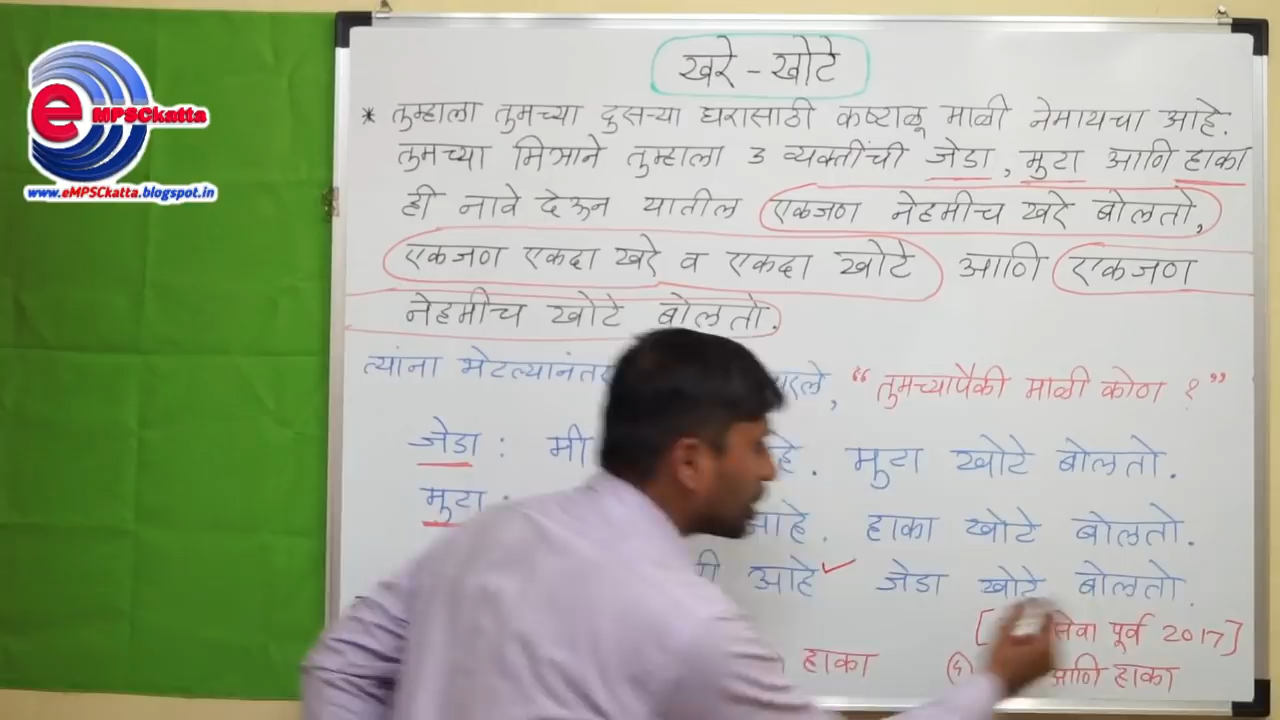 e MPSCkatta
www.eMPSCkatta.blogspot.in
खरे - खोटे
* तुम्हाला तुमच्या दुसऱ्या घरासाठी कष्टाळू माळी नेमायचा आहे.
तुमच्या मित्राने तुम्हाला 3 व्यक्तींची जेडा, मुटा आणि हाका
ही नावे देऊन यातील एकजण नेहमीच खरे बोलतो,
एकजण एकदा खरे व एकदा खोटे आणि एकजण
नेहमीच खोटे बोलतो.
त्यांना भेटल्यानंतर "तुमच्यापैकी माळी कोण ?"
जेडा : मी मुटा खोटे बोलतो.
मुटा : आहे. हाका खोटे बोलतो.
आहे जेडा खोटे बोलतो.
पूर्व 2017]
हाका आणि हाका